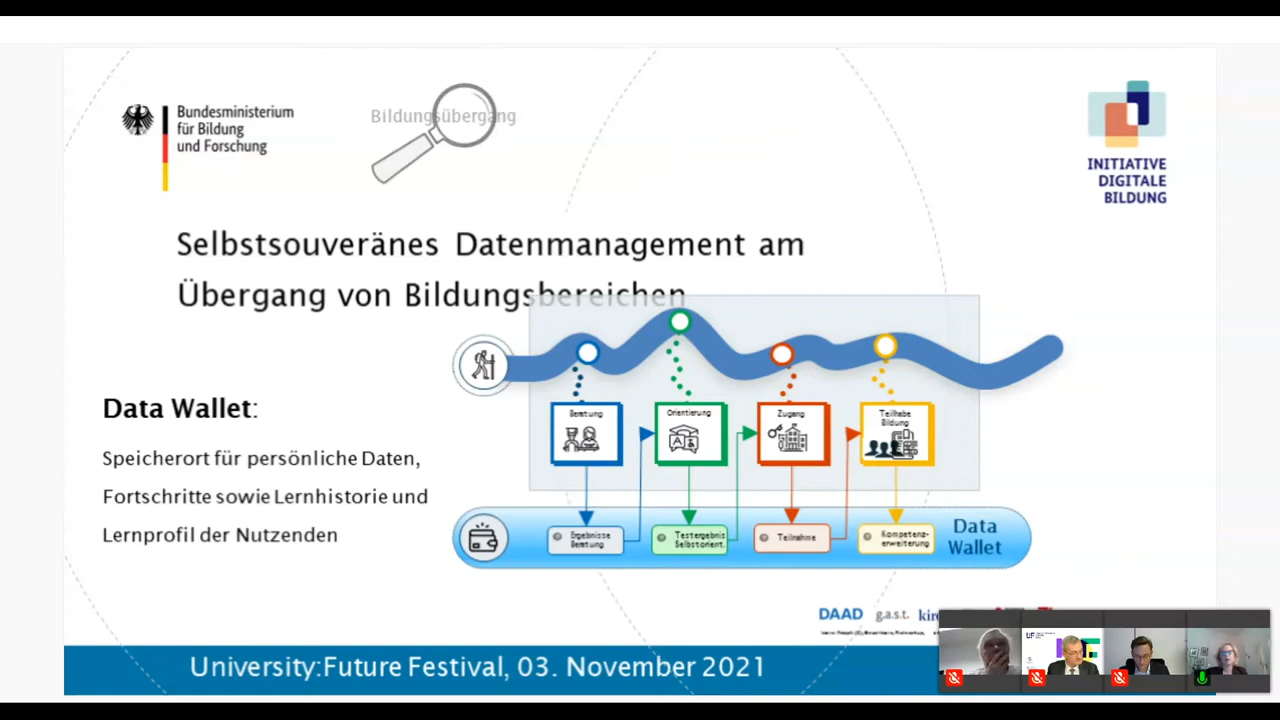 Bundesministerium
für Bildung
und Forschung
Bildungsübergang
INITIATIVE
DIGITALE
BILDUNG
Selbstsouveränes Datenmanagement am
Übergang von Bildungsbereichen
Data Wallet:
Speicherort für persönliche Daten,
Fortschritte sowie Lernhistorie und
Lernprofil der Nutzenden
Beratung
Orientierung
Zugang
Teilhabe
Bildung
Ergebnisse
Beratung
Testergebnis
Selbstorient.
Teilnahme
Kompetenz-
erweiterung
Data
Wallet
DAAD
g.a.s.t.
University:Future Festival, 03. November 2021
UF